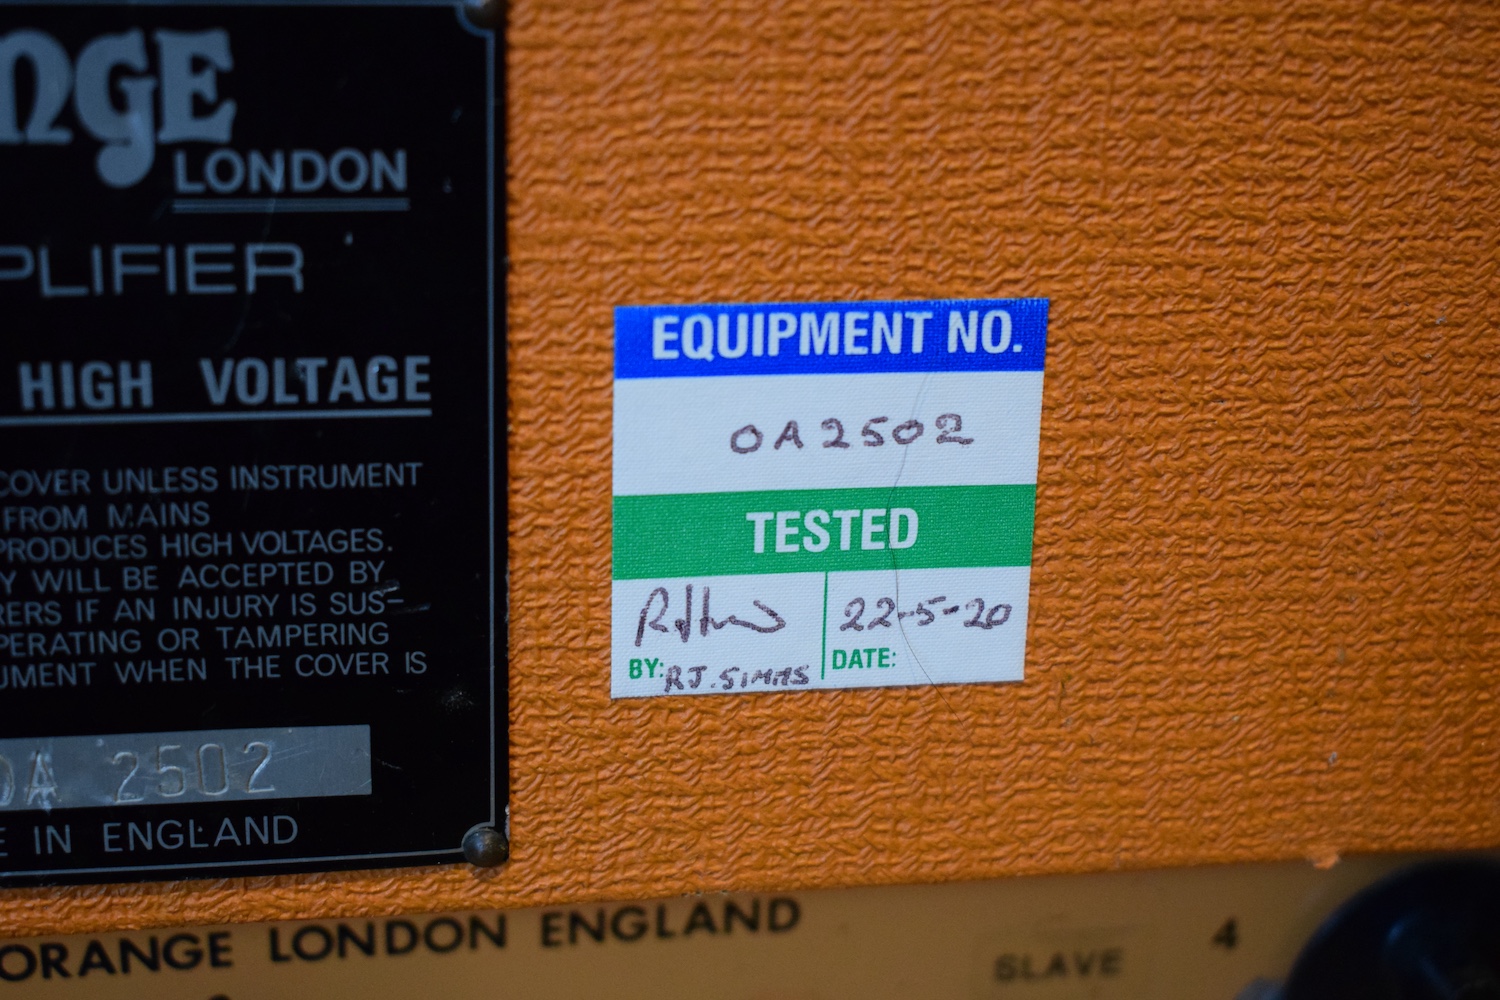 NGE
LONDON
PLIFIER
HIGH VOLTAGE
COVER UNLESS INSTRUMENT
FROM MAINS
PRODUCES HIGH VOLTAGES.
Y WILL BE ACCEPTED BY
RERS IF AN INJURY IS SUS-
PERATING OR TAMPERING
UMENT WHEN THE COVER IS
OA 2502
E IN ENGLAND
EQUIPMENT NO.
OA2502
TESTED
22-5-20
BY: RJ.SIMMS
DATE:
ORANGE LONDON ENGLAND
SLAVE
4